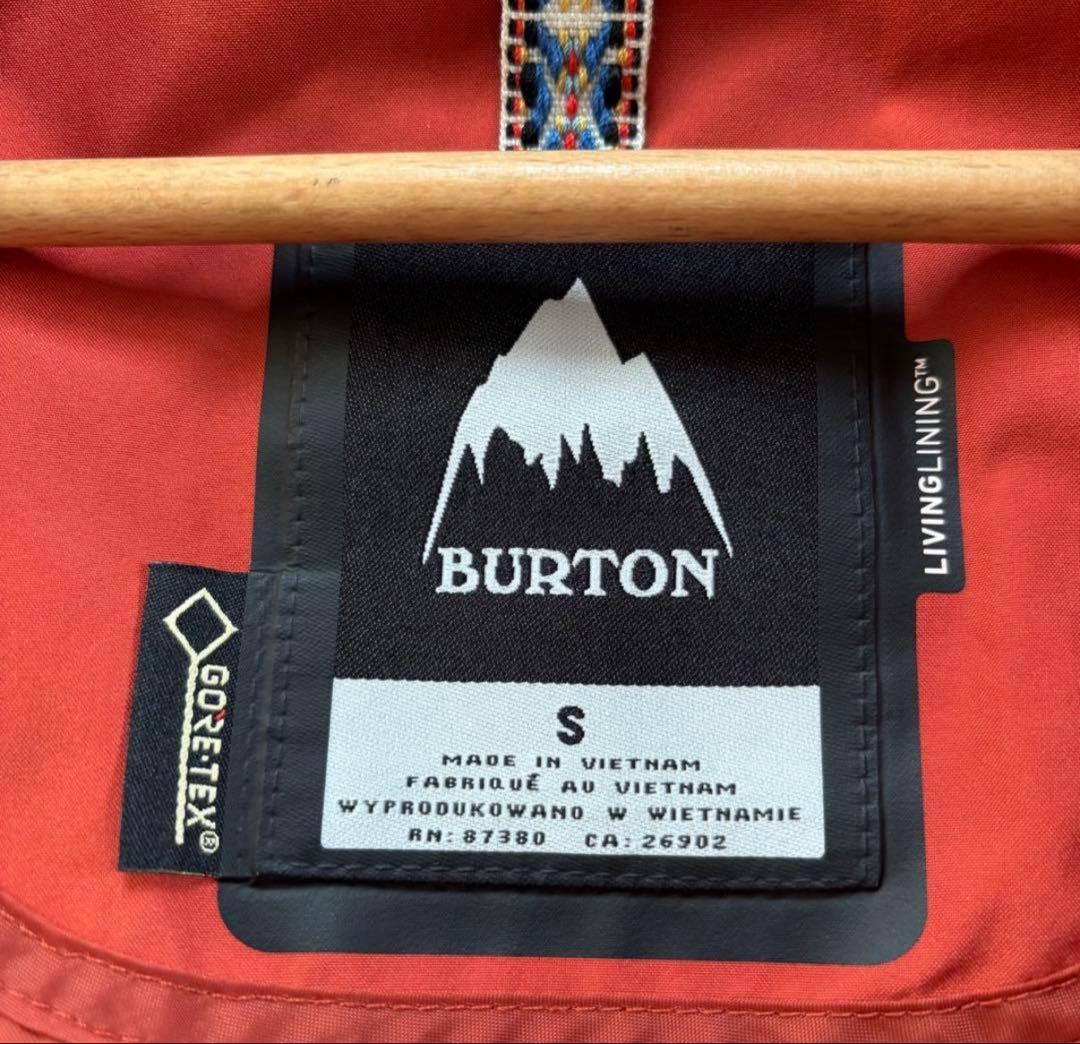 BURTON
LIVINGLINING™
GORE-TEX®
S
MADE IN VIETNAM
FABRIQUÉ AU VIETNAM
WYPRODUKOWANO W WIETNAMIE
RN: 87380 CA: 26902